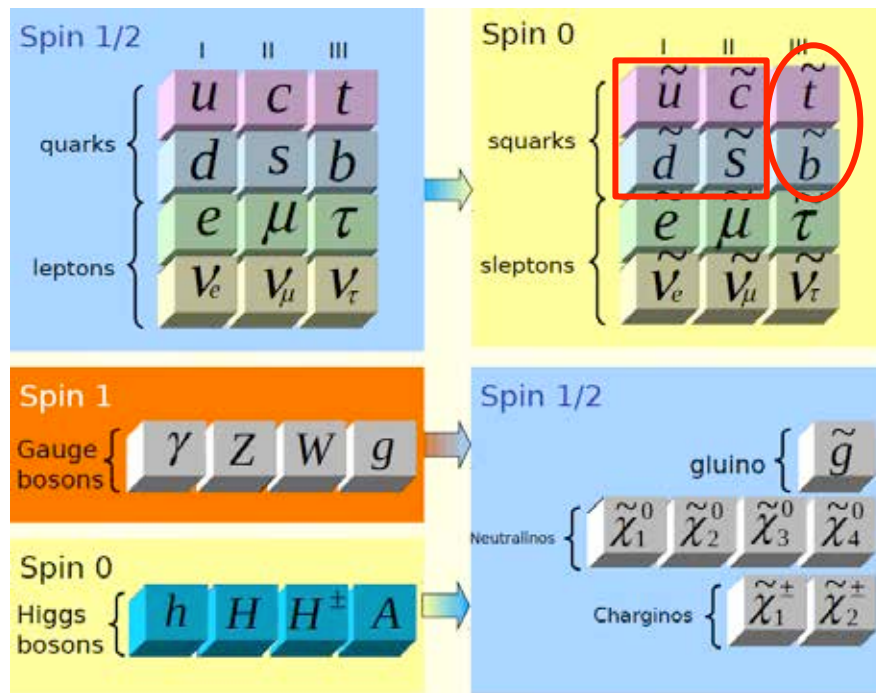 Spin 1/2
I II III
quarks
u c t
d s b
leptons
e μ τ
νe νμ ντ
Spin 0
I II III
squarks
ũ c̃ t̃
d̃ s̃ b̃
sleptons
ẽ μ̃ τ̃
ν̃e ν̃μ ν̃τ
Spin 1
Gauge
bosons
γ Z W g
Spin 0
Higgs
bosons
h H H± A
Spin 1/2
gluino
g̃
Neutralinos
χ̃⁰₁ χ̃⁰₂ χ̃⁰₃ χ̃⁰₄
Charginos
χ̃±₁ χ̃±₂